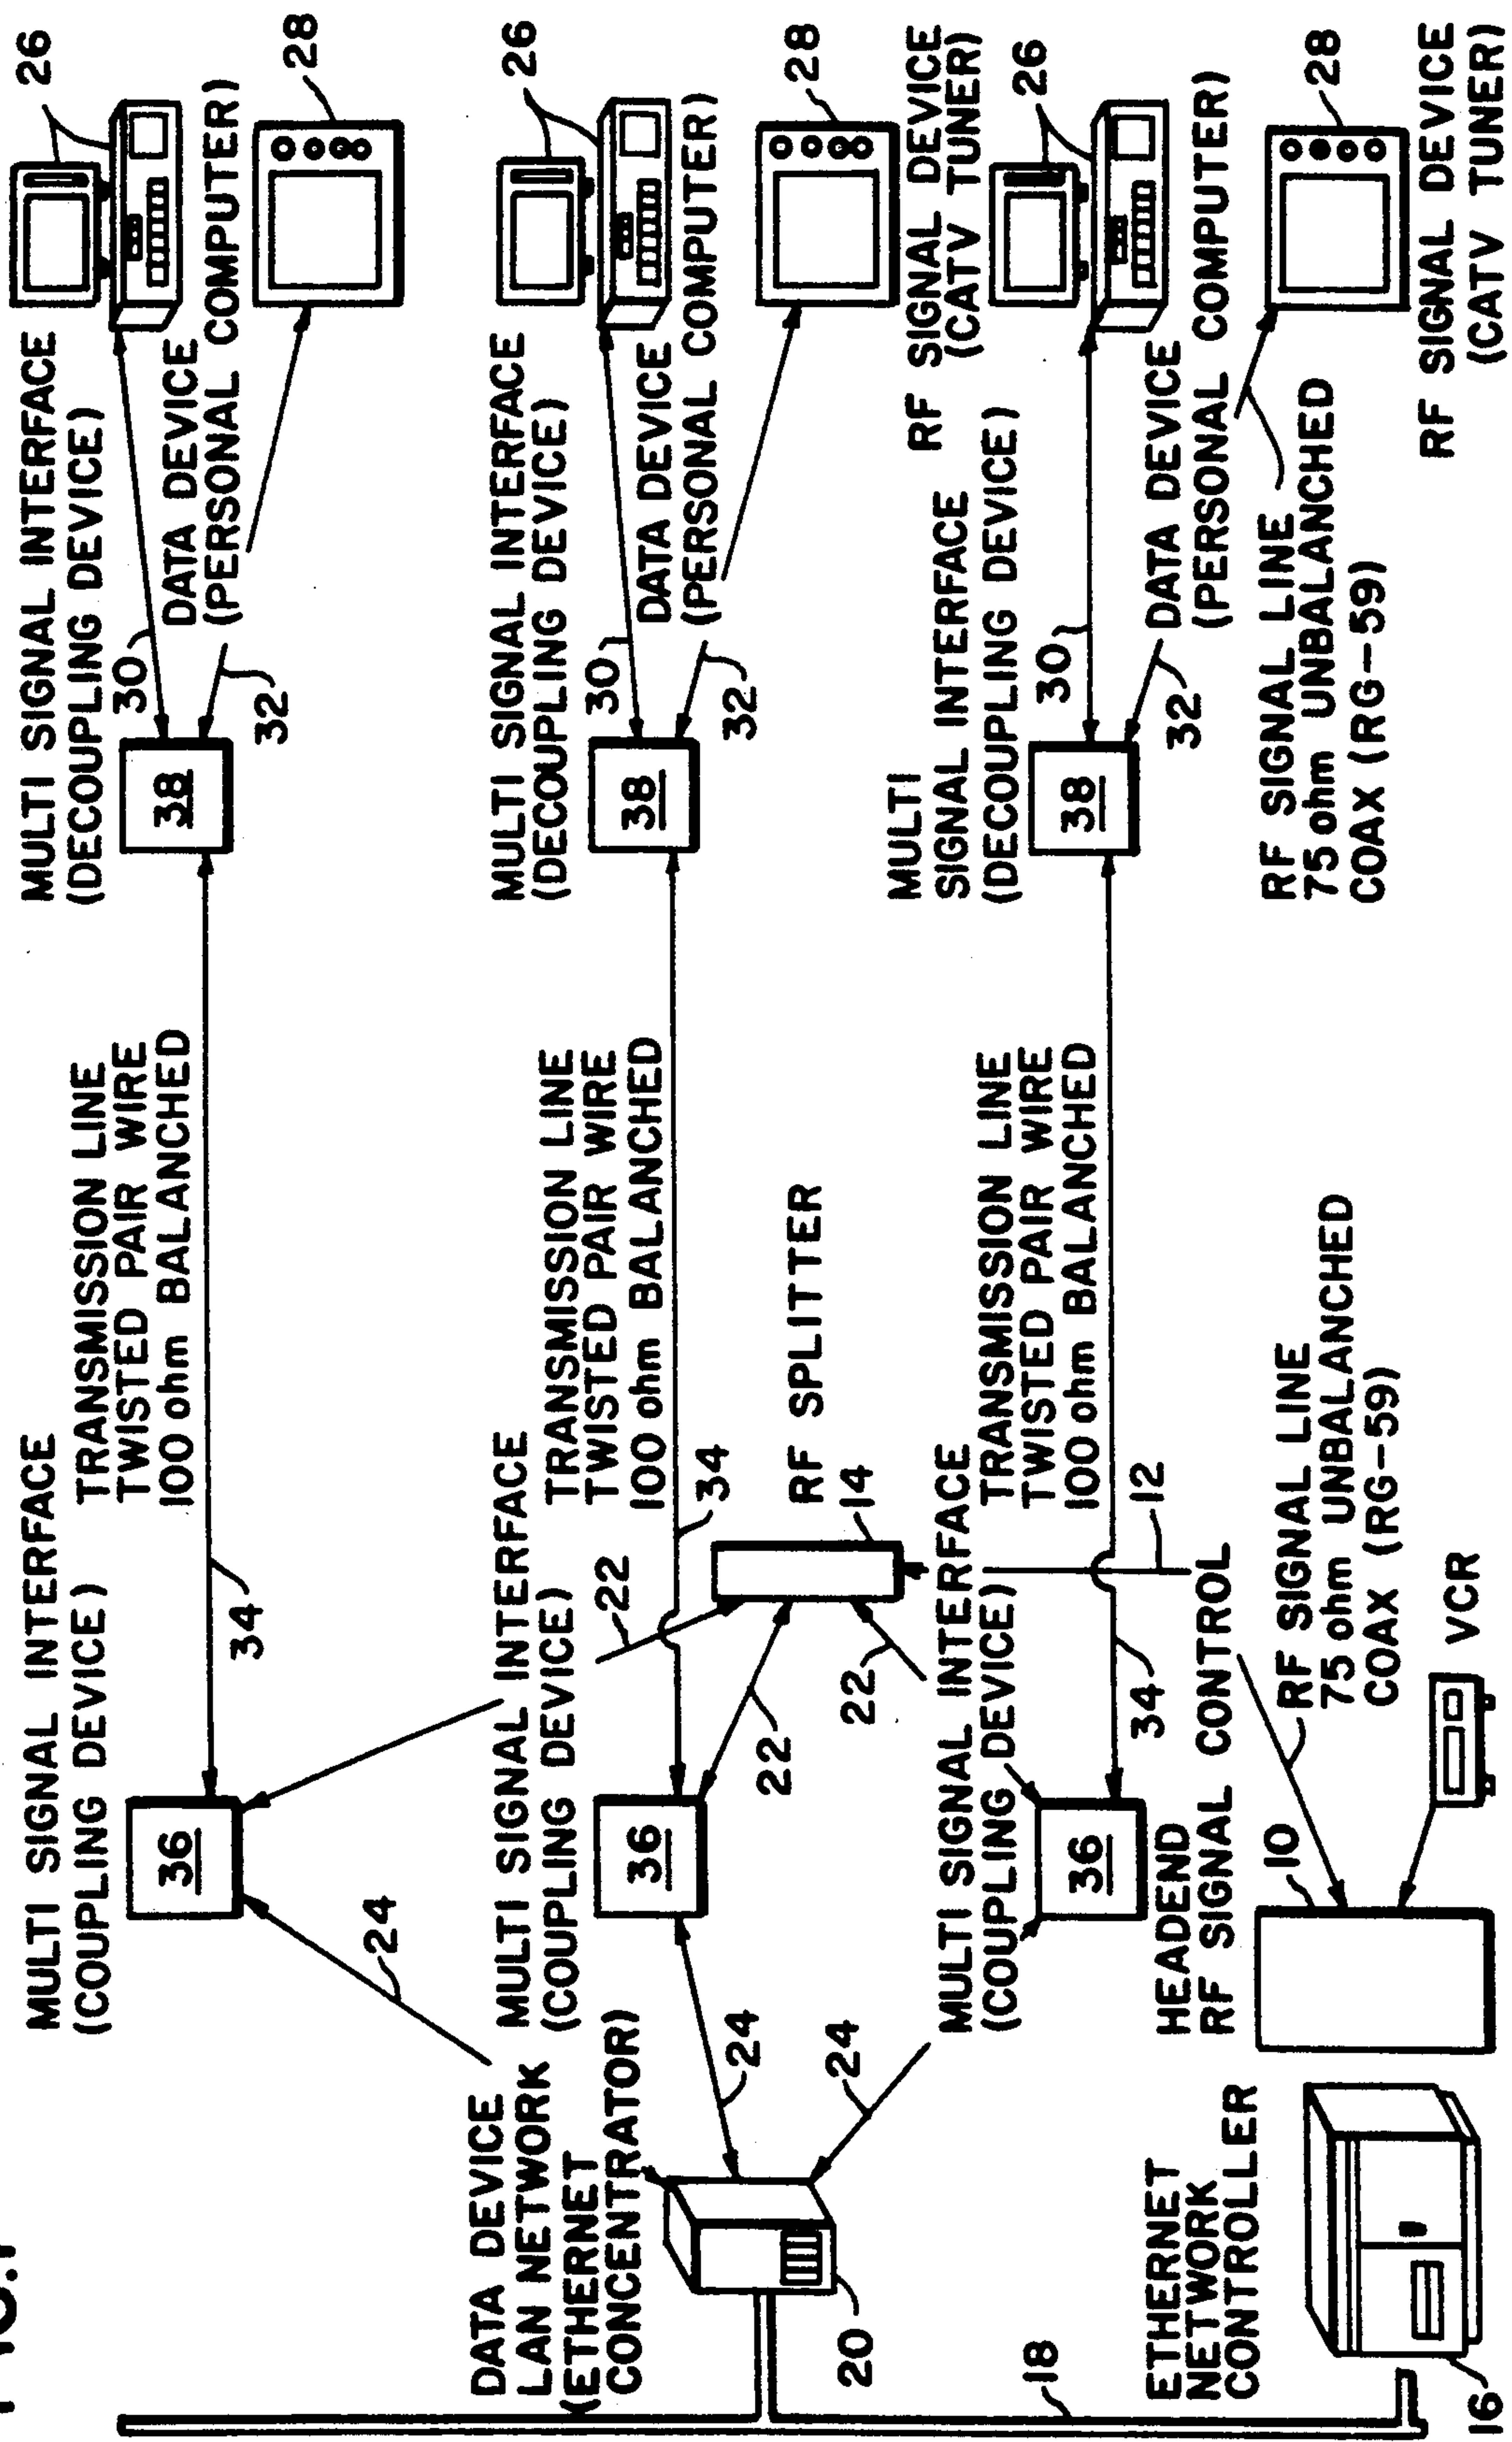 MULTI SIGNAL INTERFACE
(COUPLING DEVICE)
TRANSMISSION LINE
TWISTED PAIR WIRE
100 ohm BALANCHED
MULTI SIGNAL INTERFACE
(DECOUPLING DEVICE)
26
36
34
38
30
32
DATA DEVICE
(PERSONAL COMPUTER)
28
24
DATA DEVICE
LAN NETWORK
(ETHERNET
CONCENTRATOR)
MULTI SIGNAL INTERFACE
(COUPLING DEVICE)
TRANSMISSION LINE
TWISTED PAIR WIRE
100 ohm BALANCHED
MULTI SIGNAL INTERFACE
(DECOUPLING DEVICE)
26
22
36
34
38
30
32
DATA DEVICE
(PERSONAL COMPUTER)
28
24
22
RF SPLITTER
14
20
24
22
RF SIGNAL DEVICE
(CATV TUNER)
MULTI SIGNAL INTERFACE
(COUPLING DEVICE)
TRANSMISSION LINE
TWISTED PAIR WIRE
100 ohm BALANCHED
MULTI
SIGNAL INTERFACE
(DECOUPLING DEVICE)
26
18
36
34
12
38
30
32
DATA DEVICE
(PERSONAL COMPUTER)
ETHERNET
NETWORK
CONTROLLER
HEADEND
RF SIGNAL CONTROL
10
RF SIGNAL LINE
75 ohm UNBALANCHED
COAX (RG-59)
RF SIGNAL LINE
75 ohm UNBALANCHED
COAX (RG-59)
28
16
VCR
RF SIGNAL DEVICE
(CATV TUNER)